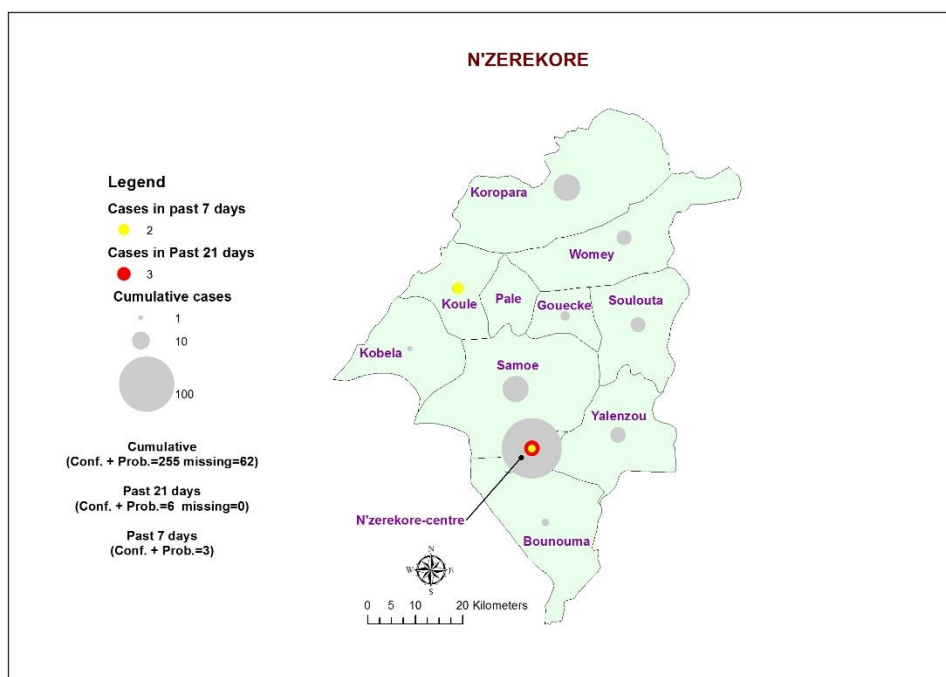 N'ZEREKORE
Legend
Cases in past 7 days
2
Cases in Past 21 days
3
Cumulative cases
1
10
100
Cumulative
(Conf. + Prob.=255 missing=62)
Past 21 days
(Conf. + Prob.=6 missing=0)
Past 7 days
(Conf. + Prob.=3)
Koropara
Womey
Koule
Pale
Gouecke
Soulouta
Kobela
Samoe
Yalenzou
N'zerekore-centre
Bounouma
N
W
E
S
0 5 10 20 Kilometers